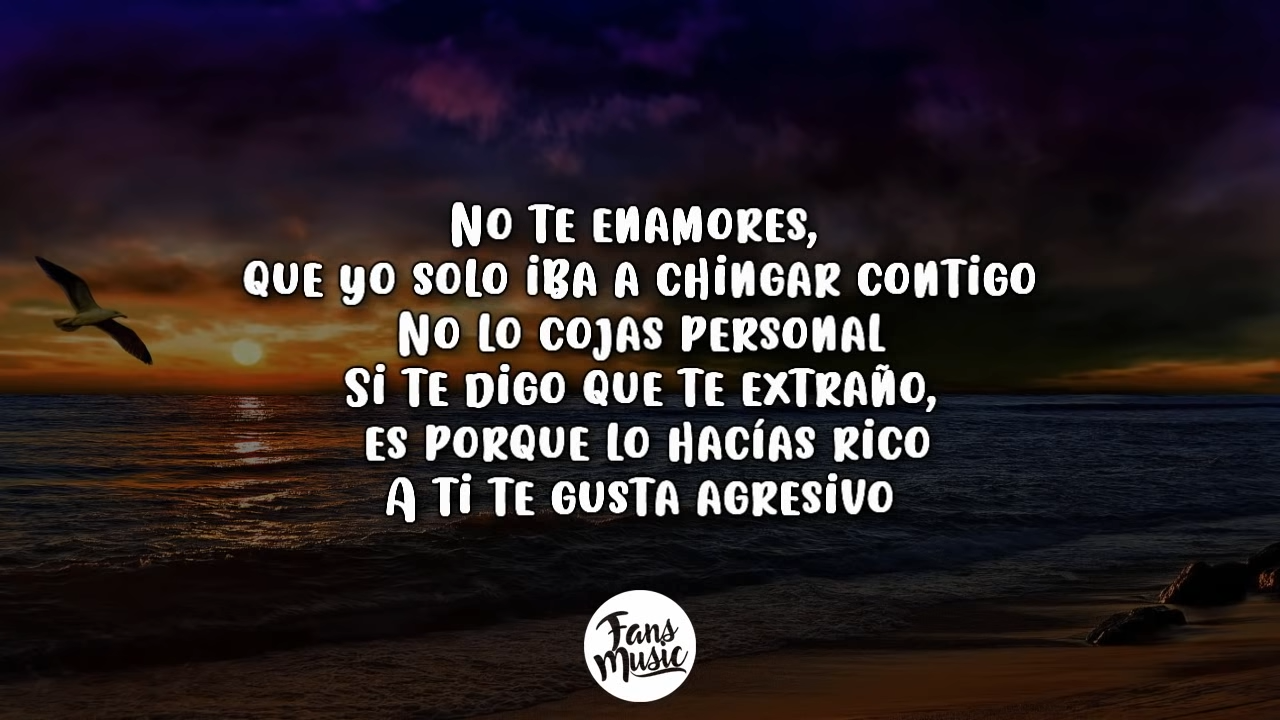 No te enamores,
que yo solo iba a chingar contigo
No lo cojas personal
Si te digo que te extraño,
es porque lo hacías rico
A ti te gusta agresivo
Fans
Music